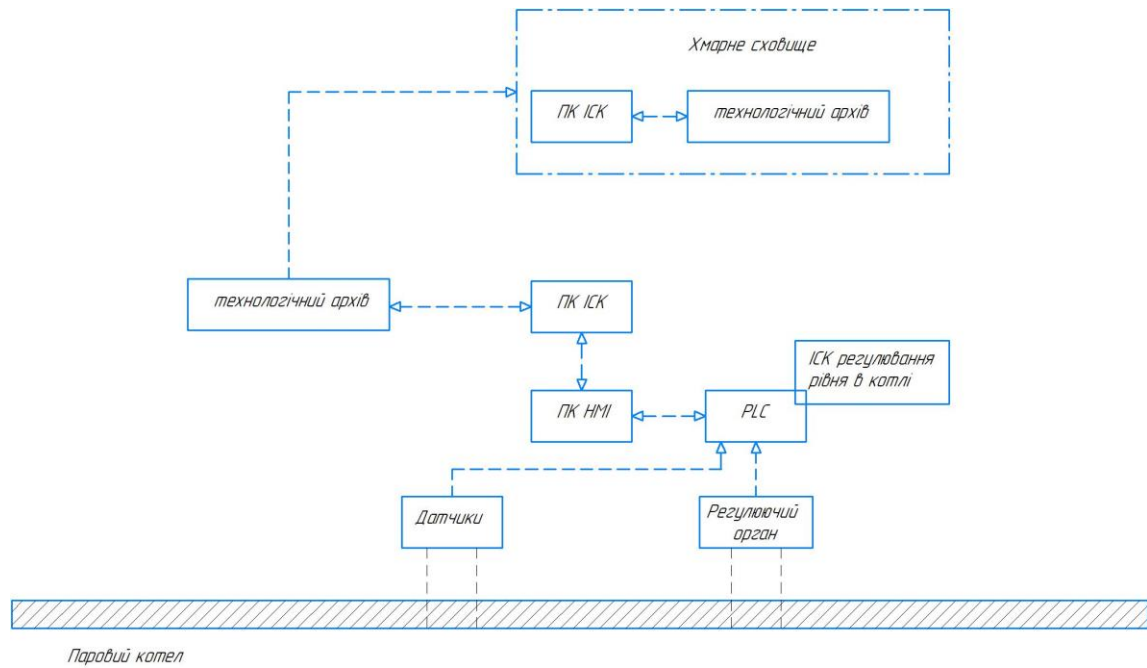 Хмарне сховище
ПК ІСК
технологічний архів
технологічний архів
ПК ІСК
ІСК регулювання
рівня в котлі
ПК HMI
PLC
Датчики
Регулюючий
орган
Паровий котел